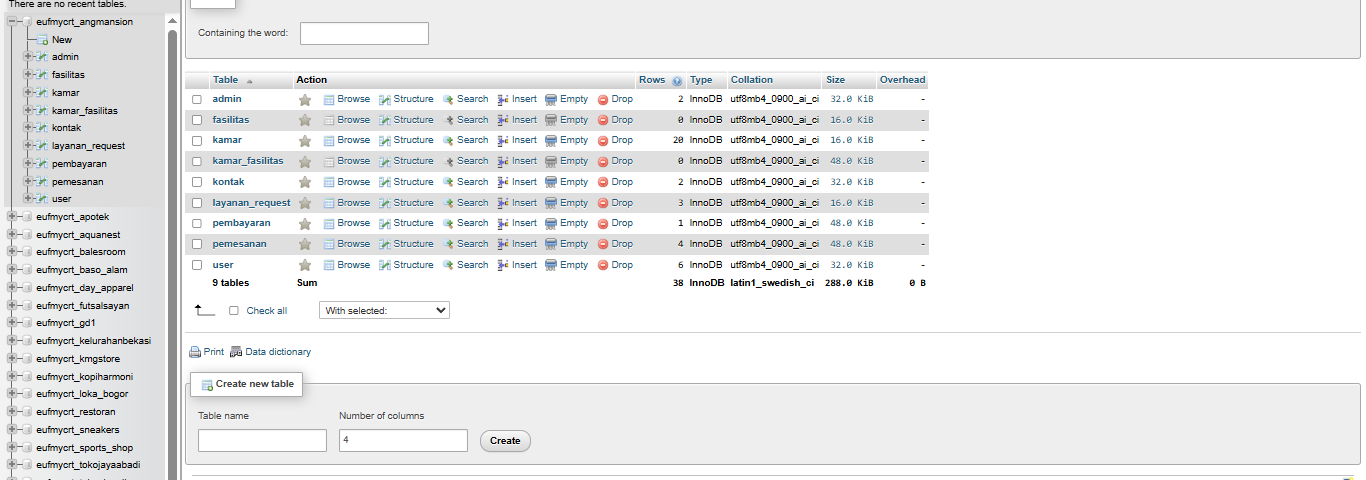 There are no recent tables.
eufmycrt_angmansion
New
admin
fasilitas
kamar
kamar_fasilitas
kontak
layanan_request
pembayaran
pemesanan
user
eufmycrt_apotek
eufmycrt_aquanest
eufmycrt_balesroom
eufmycrt_baso_alam
eufmycrt_day_apparel
eufmycrt_futsalsayan
eufmycrt_gd1
eufmycrt_kelurahanbekasi
eufmycrt_kmgstore
eufmycrt_kopiharmoni
eufmycrt_loka_bogor
eufmycrt_restoran
eufmycrt_sneakers
eufmycrt_sports_shop
eufmycrt_tokojayaabadi
Containing the word:
Table Action Rows Type Collation Size Overhead
admin Browse Structure Search Insert Empty Drop 2 InnoDB utf8mb4_0900_ai_ci 32.0 KiB -
fasilitas Browse Structure Search Insert Empty Drop 0 InnoDB utf8mb4_0900_ai_ci 16.0 KiB -
kamar Browse Structure Search Insert Empty Drop 20 InnoDB utf8mb4_0900_ai_ci 16.0 KiB -
kamar_fasilitas Browse Structure Search Insert Empty Drop 0 InnoDB utf8mb4_0900_ai_ci 48.0 KiB -
kontak Browse Structure Search Insert Empty Drop 2 InnoDB utf8mb4_0900_ai_ci 32.0 KiB -
layanan_request Browse Structure Search Insert Empty Drop 3 InnoDB utf8mb4_0900_ai_ci 16.0 KiB -
pembayaran Browse Structure Search Insert Empty Drop 1 InnoDB utf8mb4_0900_ai_ci 48.0 KiB -
pemesanan Browse Structure Search Insert Empty Drop 4 InnoDB utf8mb4_0900_ai_ci 48.0 KiB -
user Browse Structure Search Insert Empty Drop 6 InnoDB utf8mb4_0900_ai_ci 32.0 KiB -
9 tables Sum 38 InnoDB latin1_swedish_ci 288.0 KiB 0 B
Check all With selected:
Print Data dictionary
Create new table
Table name Number of columns
4 Create